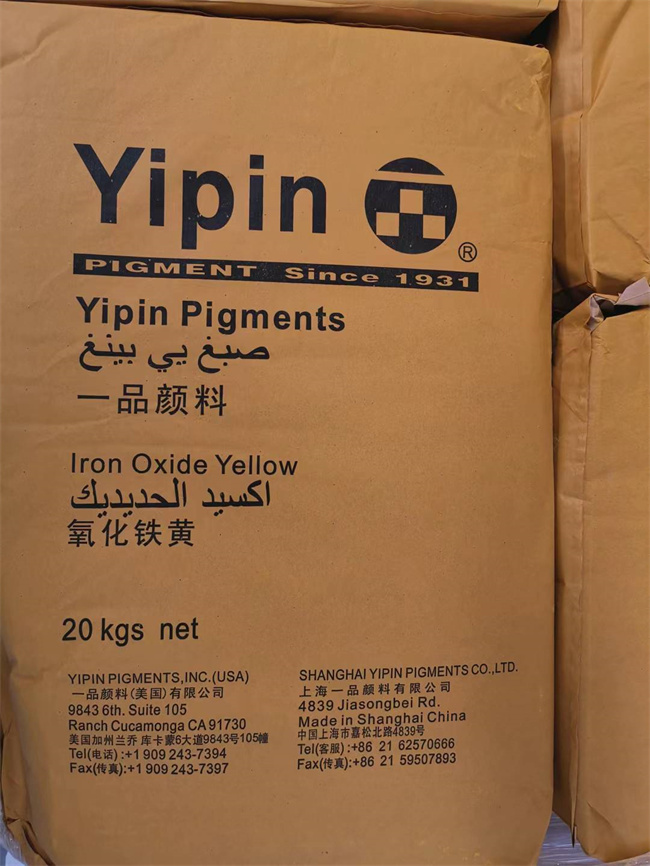 Yipin
®
PIGMENT Since 1931
Yipin Pigments
صبغ يي بينغ
一品颜料
Iron Oxide Yellow
اكسيد الحديديك
氧化铁黄
20 kgs net
YIPIN PIGMENTS,INC.(USA)
一品颜料(美国)有限公司
9843 6th. Suite 105
Ranch Cucamonga CA 91730
美国加州兰乔 库卡蒙6大道9843号105幢
Tel(电话):+1 909 243-7394
Fax(传真):+1 909 243-7397
SHANGHAI YIPIN PIGMENTS CO.,LTD.
上海一品颜料有限公司
4839 Jiasongbei Rd.
Made in Shanghai China
中国上海市嘉松北路4839号
Tel(客服):+86 21 62570666
Fax(传真):+86 21 59507893